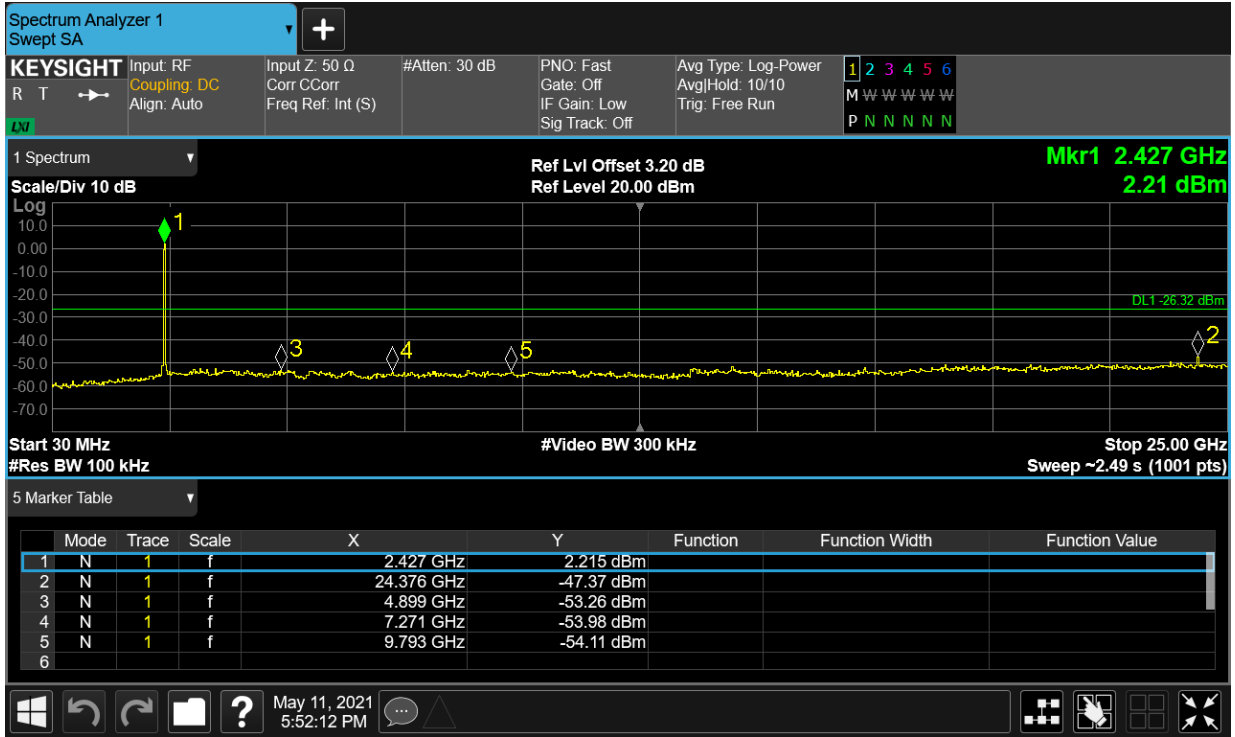 Spectrum Analyzer 1
Swept SA
KEYSIGHT
R T
LXI
Input: RF
Coupling: DC
Align: Auto
Input Z: 50 Ω
Corr CCorr
Freq Ref: Int (S)
#Atten: 30 dB
PNO: Fast
Gate: Off
IF Gain: Low
Sig Track: Off
Avg Type: Log-Power
Avg|Hold: 10/10
Trig: Free Run
1 2 3 4 5 6
M W W W W W
P N N N N N
1 Spectrum
Scale/Div 10 dB
Ref Lvl Offset 3.20 dB
Ref Level 20.00 dBm
Mkr1 2.427 GHz
2.21 dBm
Log
10.0
0.00
-10.0
-20.0
-30.0
-40.0
-50.0
-60.0
-70.0
1
DL1 -26.32 dBm
2
3
4
5
Start 30 MHz
#Res BW 100 kHz
#Video BW 300 kHz
Stop 25.00 GHz
Sweep ~2.49 s (1001 pts)
5 Marker Table
Mode Trace Scale X Y Function Function Width Function Value
1 N 1 f 2.427 GHz 2.215 dBm
2 N 1 f 24.376 GHz -47.37 dBm
3 N 1 f 4.899 GHz -53.26 dBm
4 N 1 f 7.271 GHz -53.98 dBm
5 N 1 f 9.793 GHz -54.11 dBm
6
?
May 11, 2021
5:52:12 PM